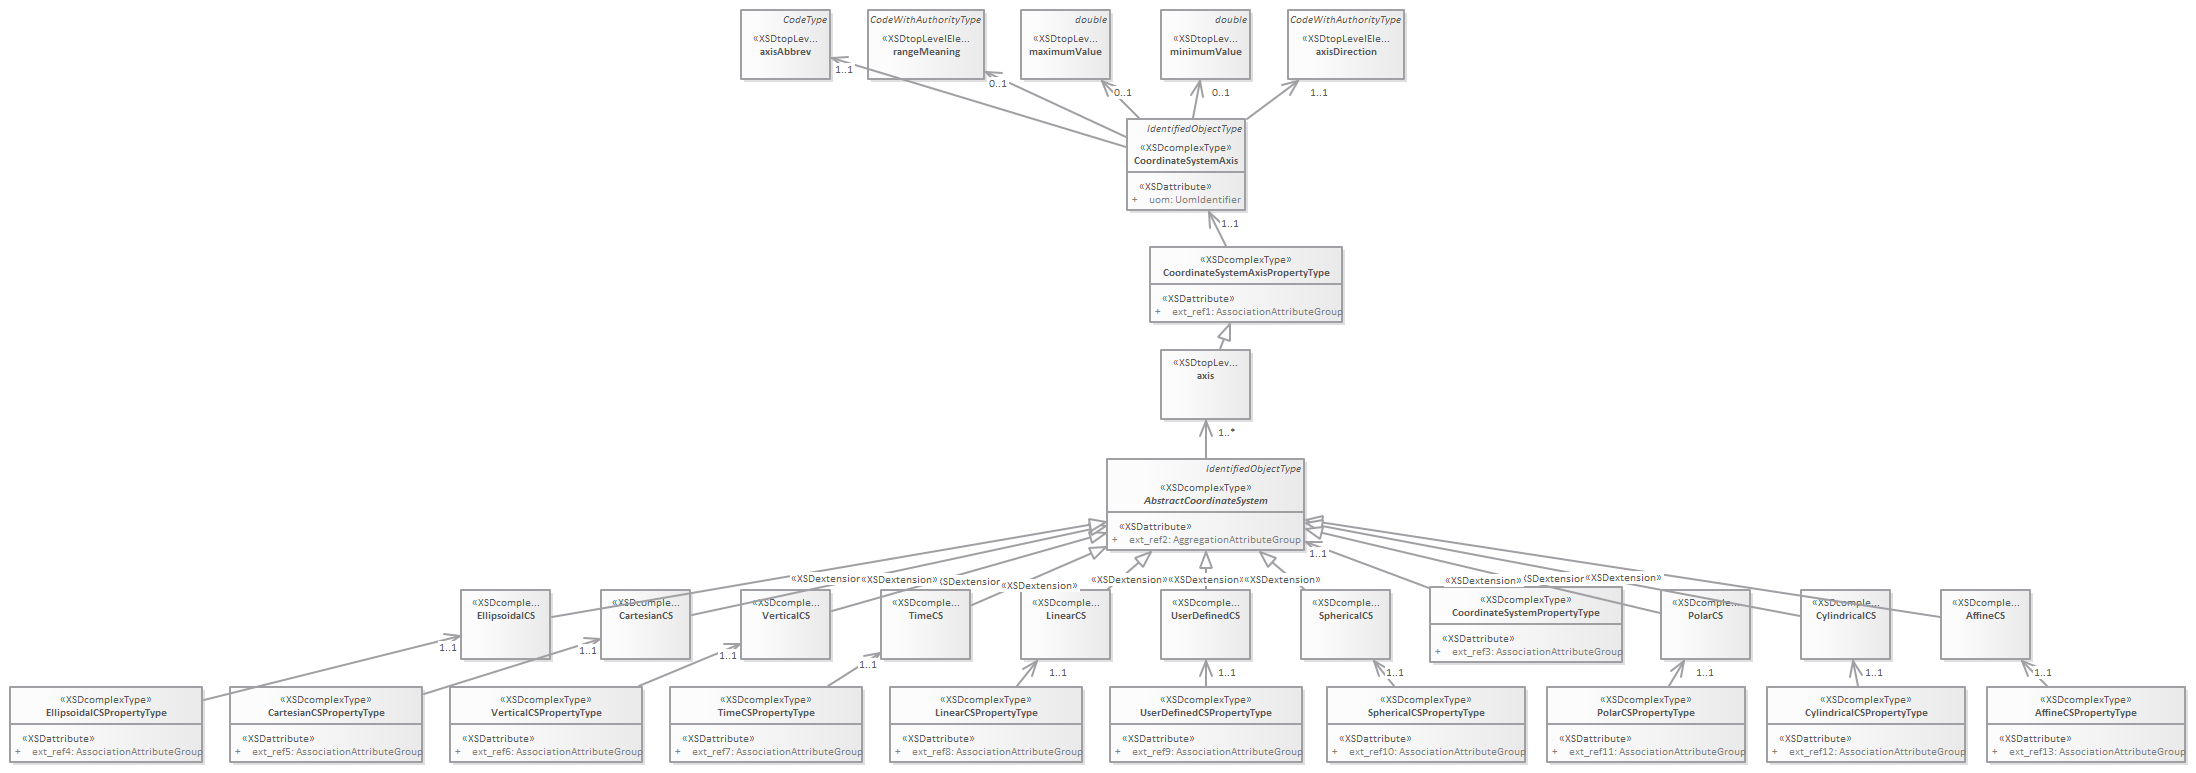 CodeType
«XSDtopLev...
axisAbbrev
CodeWithAuthorityType
«XSDtopLevelEle...
rangeMeaning
double
«XSDtopLev...
maximumValue
double
«XSDtopLev...
minimumValue
CodeWithAuthorityType
«XSDtopLevelEle...
axisDirection
1..1
0..1
0..1
0..1
1..1
IdentifiedObjectType
«XSDcomplexType»
CoordinateSystemAxis
«XSDattribute»
+ uom: UomIdentifier
1..1
«XSDcomplexType»
CoordinateSystemAxisPropertyType
«XSDattribute»
+ ext_ref1: AssociationAttributeGroup
«XSDtopLev...
axis
1..*
IdentifiedObjectType
«XSDcomplexType»
AbstractCoordinateSystem
«XSDattribute»
+ ext_ref2: AggregationAttributeGroup
1..1
«XSDextension
«XSDextension»
«XSDextension
«XSDextension»
«XSDextension»
«XSDextension»
«XSDextension»
«XSDextension»
«XSDextension
«XSDextension»
«XSDcomple...
EllipsoidalCS
«XSDcomple...
CartesianCS
«XSDcomple...
VerticalCS
«XSDcomple...
TimeCS
«XSDcomple...
LinearCS
«XSDcomple...
UserDefinedCS
«XSDcomple...
SphericalCS
«XSDcomplexType»
CoordinateSystemPropertyType
«XSDattribute»
+ ext_ref3: AssociationAttributeGroup
«XSDcomple...
PolarCS
«XSDcomple...
CylindricalCS
«XSDcomple...
AffineCS
1..1
1..1
1..1
1..1
1..1
1..1
1..1
1..1
1..1
1..1
«XSDcomplexType»
EllipsoidalCSPropertyType
«XSDattribute»
+ ext_ref4: AssociationAttributeGroup
«XSDcomplexType»
CartesianCSPropertyType
«XSDattribute»
+ ext_ref5: AssociationAttributeGroup
«XSDcomplexType»
VerticalCSPropertyType
«XSDattribute»
+ ext_ref6: AssociationAttributeGroup
«XSDcomplexType»
TimeCSPropertyType
«XSDattribute»
+ ext_ref7: AssociationAttributeGroup
«XSDcomplexType»
LinearCSPropertyType
«XSDattribute»
+ ext_ref8: AssociationAttributeGroup
«XSDcomplexType»
UserDefinedCSPropertyType
«XSDattribute»
+ ext_ref9: AssociationAttributeGroup
«XSDcomplexType»
SphericalCSPropertyType
«XSDattribute»
+ ext_ref10: AssociationAttributeGroup
«XSDcomplexType»
PolarCSPropertyType
«XSDattribute»
+ ext_ref11: AssociationAttributeGroup
«XSDcomplexType»
CylindricalCSPropertyType
«XSDattribute»
+ ext_ref12: AssociationAttributeGroup
«XSDcomplexType»
AffineCSPropertyType
«XSDattribute»
+ ext_ref13: AssociationAttributeGroup